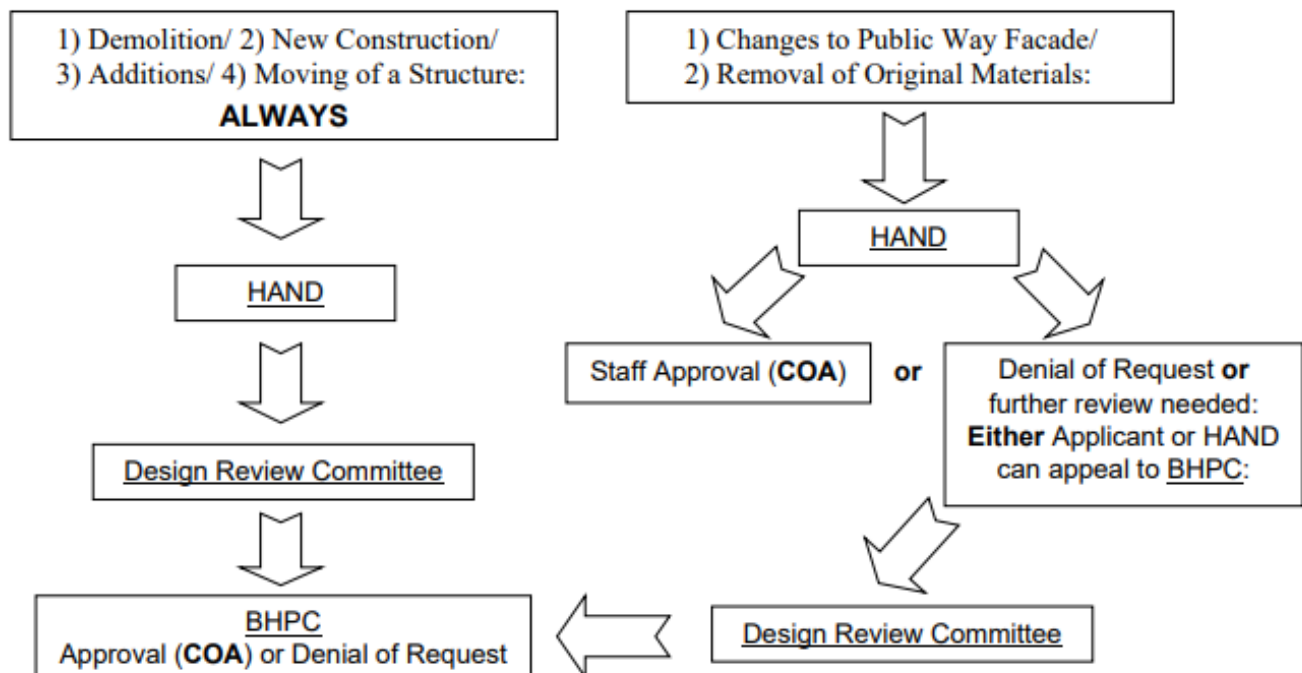 1) Demolition/ 2) New Construction/
3) Additions/ 4) Moving of a Structure:
ALWAYS
HAND
Design Review Committee
BHPC
Approval (COA) or Denial of Request
1) Changes to Public Way Facade/
2) Removal of Original Materials:
HAND
Staff Approval (COA)
or
Denial of Request or
further review needed:
Either Applicant or HAND
can appeal to BHPC:
Design Review Committee